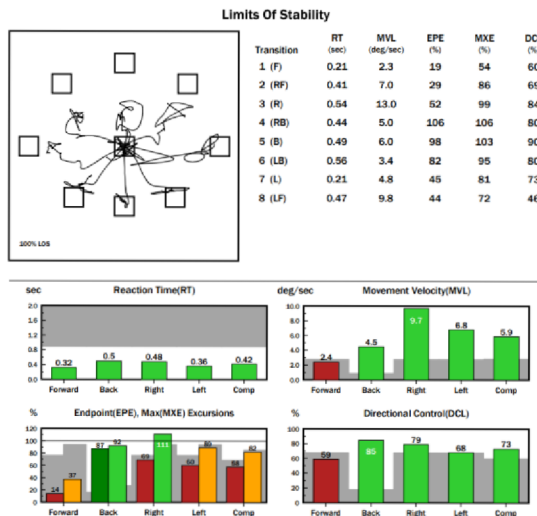 Limits Of Stability
RT MVL EPE MXE DCL
Transition (sec) (deg/sec) (%) (%) (%)
1 (F) 0.21 2.3 19 54 60
2 (RF) 0.41 7.0 29 86 69
3 (R) 0.54 13.0 52 99 84
4 (RB) 0.44 5.0 106 106 80
5 (B) 0.49 6.0 98 103 90
6 (LB) 0.56 3.4 82 95 80
7 (L) 0.21 4.8 45 81 73
8 (LF) 0.47 9.8 44 72 46
100% LOS
sec Reaction Time(RT)
2.0
1.6
1.2
0.8
0.4
0.0
0.32 0.5 0.48 0.36 0.42
Forward Back Right Left Comp
deg/sec Movement Velocity(MVL)
10.0
8.0
6.0
4.0
2.0
0.0
2.4 4.5 9.7 6.8 5.9
Forward Back Right Left Comp
% Endpoint(EPE), Max(MXE) Excursions
120
100
80
60
40
20
0
37 87 92 111 60 82
Forward Back Right Left Comp
% Directional Control(DCL)
100
80
60
40
20
0
59 85 79 68 73
Forward Back Right Left Comp